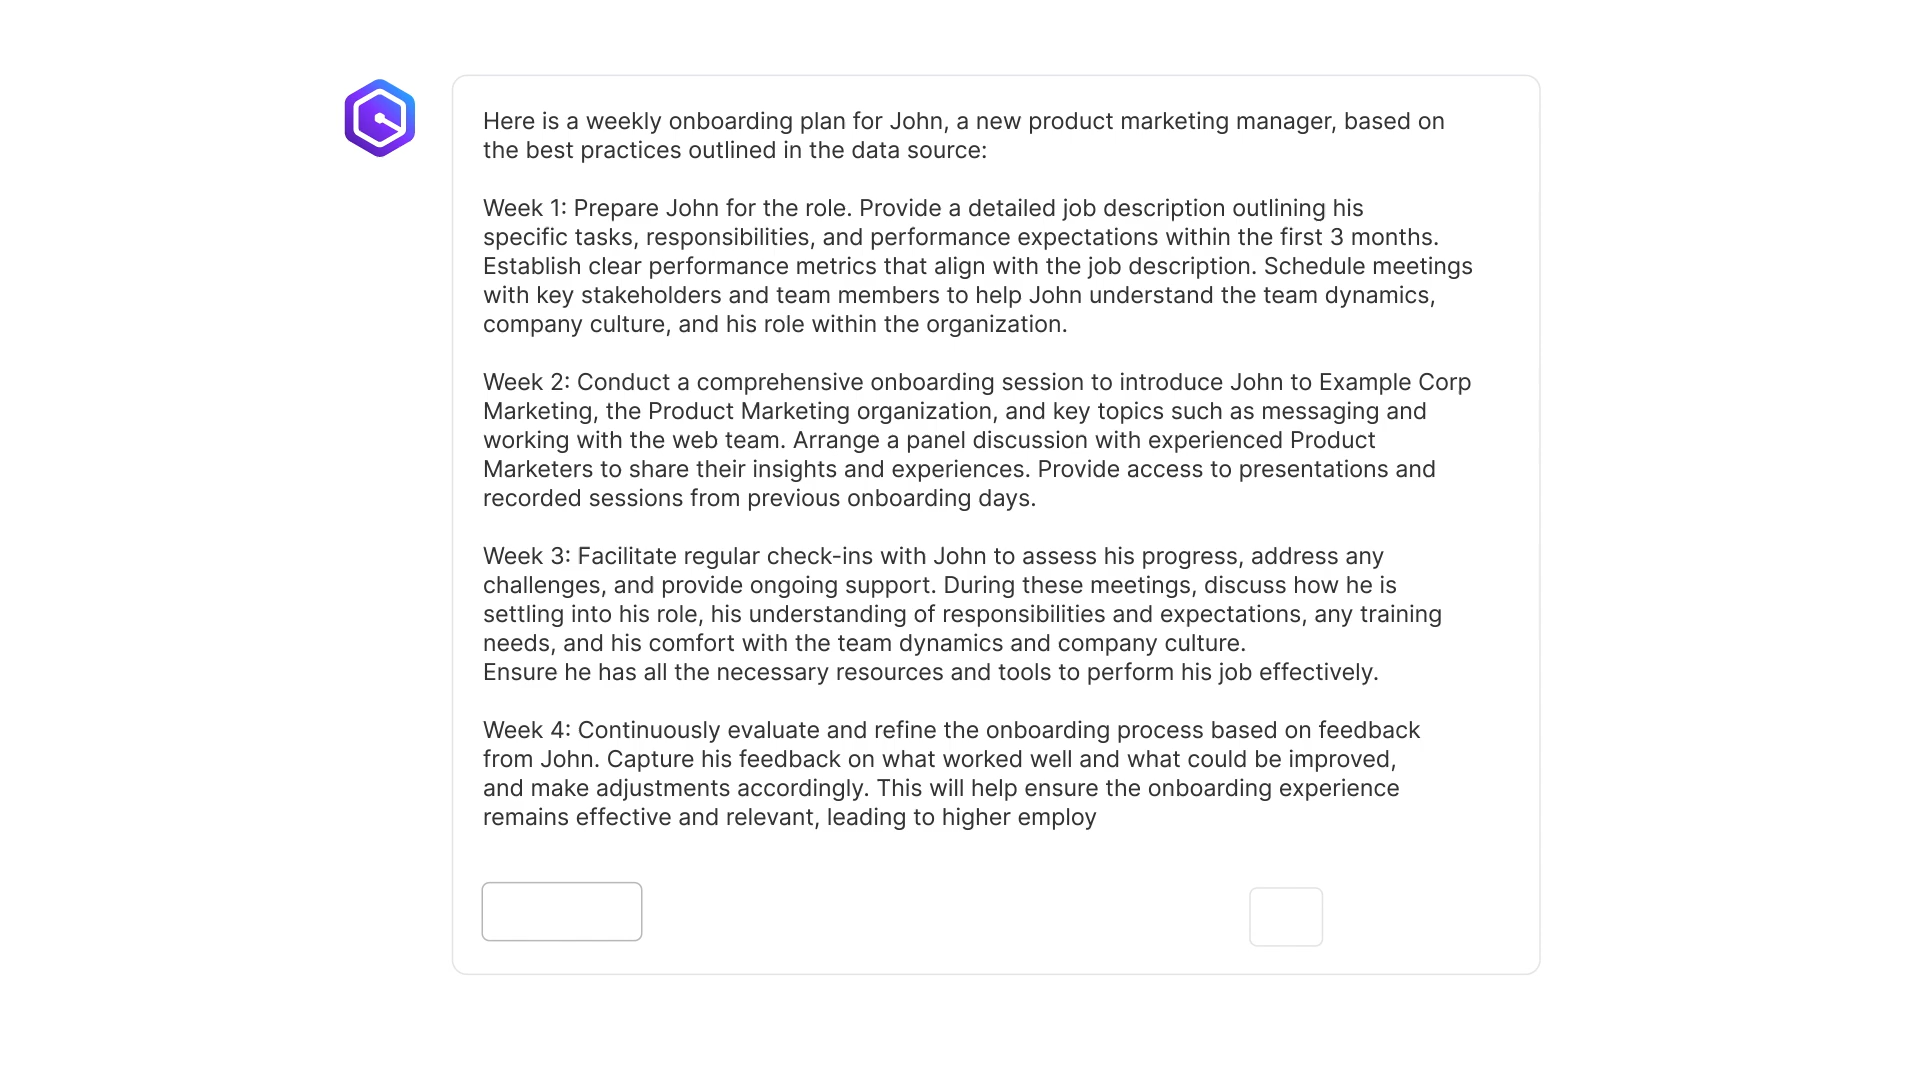 Here is a weekly onboarding plan for John, a new product marketing manager, based on
the best practices outlined in the data source:
Week 1: Prepare John for the role. Provide a detailed job description outlining his
specific tasks, responsibilities, and performance expectations within the first 3 months.
Establish clear performance metrics that align with the job description. Schedule meetings
with key stakeholders and team members to help John understand the team dynamics,
company culture, and his role within the organization.
Week 2: Conduct a comprehensive onboarding session to introduce John to Example Corp
Marketing, the Product Marketing organization, and key topics such as messaging and
working with the web team. Arrange a panel discussion with experienced Product
Marketers to share their insights and experiences. Provide access to presentations and
recorded sessions from previous onboarding days.
Week 3: Facilitate regular check-ins with John to assess his progress, address any
challenges, and provide ongoing support. During these meetings, discuss how he is
settling into his role, his understanding of responsibilities and expectations, any training
needs, and his comfort with the team dynamics and company culture.
Ensure he has all the necessary resources and tools to perform his job effectively.
Week 4: Continuously evaluate and refine the onboarding process based on feedback
from John. Capture his feedback on what worked well and what could be improved,
and make adjustments accordingly. This will help ensure the onboarding experience
remains effective and relevant, leading to higher employ